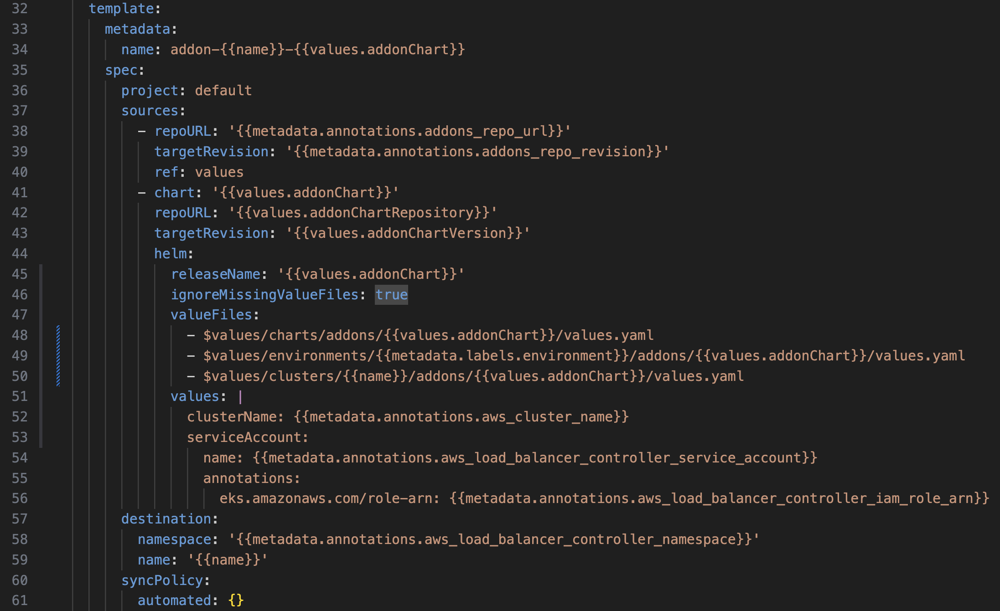 32 template:
33 metadata:
34 name: addon-{{name}}-{{values.addonChart}}
35 spec:
36 project: default
37 sources:
38 - repoURL: '{{metadata.annotations.addons_repo_url}}'
39 targetRevision: '{{metadata.annotations.addons_repo_revision}}'
40 ref: values
41 - chart: '{{values.addonChart}}'
42 repoURL: '{{values.addonChartRepository}}'
43 targetRevision: '{{values.addonChartVersion}}'
44 helm:
45 releaseName: '{{values.addonChart}}'
46 ignoreMissingValueFiles: true
47 valueFiles:
48 - $values/charts/addons/{{values.addonChart}}/values.yaml
49 - $values/environments/{{metadata.labels.environment}}/addons/{{values.addonChart}}/values.yaml
50 - $values/clusters/{{name}}/addons/{{values.addonChart}}/values.yaml
51 values: |
52 clusterName: {{metadata.annotations.aws_cluster_name}}
53 serviceAccount:
54 name: {{metadata.annotations.aws_load_balancer_controller_service_account}}
55 annotations:
56 eks.amazonaws.com/role-arn: {{metadata.annotations.aws_load_balancer_controller_iam_role_arn}}
57 destination:
58 namespace: '{{metadata.annotations.aws_load_balancer_controller_namespace}}'
59 name: '{{name}}'
60 syncPolicy:
61 automated: {}